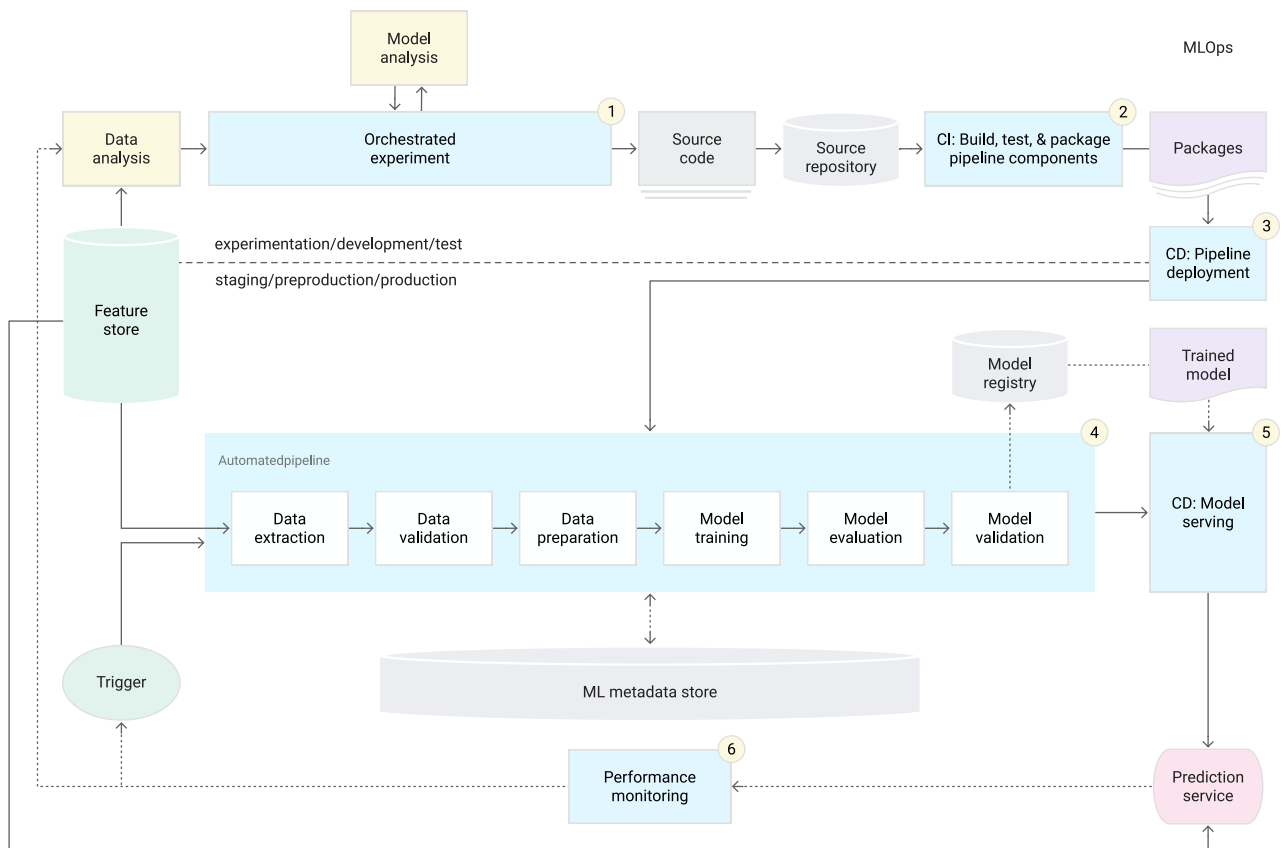 Model
analysis
MLOps
1
2
Data
analysis
Orchestrated
experiment
Source
code
Source
repository
CI: Build, test, & package
pipeline components
Packages
3
experimentation/development/test
staging/preproduction/production
CD: Pipeline
deployment
Feature
store
Model
registry
Trained
model
4
5
Automatedpipeline
Data
extraction
Data
validation
Data
preparation
Model
training
Model
evaluation
Model
validation
CD: Model
serving
Trigger
ML metadata store
6
Performance
monitoring
Prediction
service